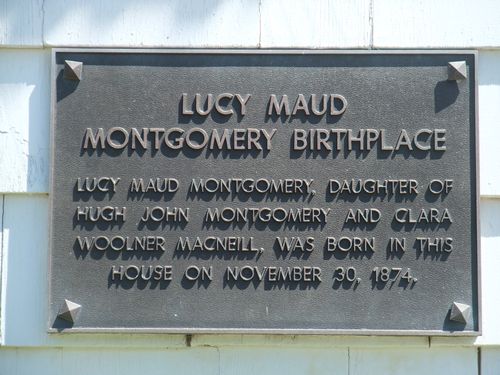 LUCY MAUD
MONTGOMERY BIRTHPLACE
LUCY MAUD MONTGOMERY, DAUGHTER OF
HUGH JOHN MONTGOMERY AND CLARA
WOOLNER MACNEILL, WAS BORN IN THIS
HOUSE ON NOVEMBER 30, 1874.